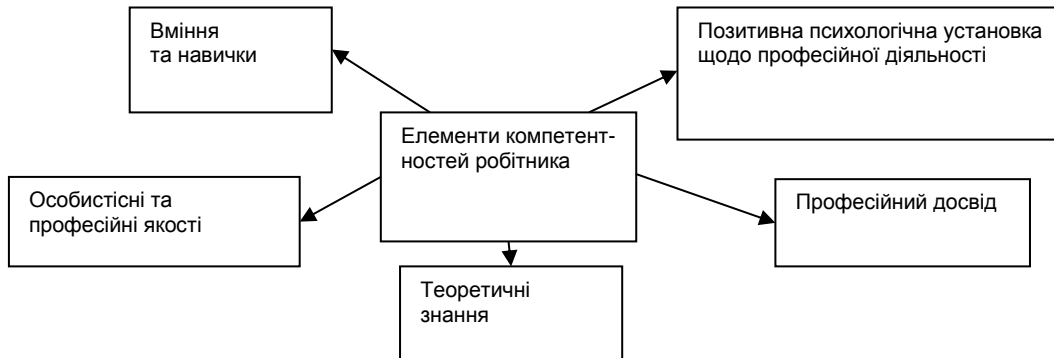 Вміння
та навички
Позитивна психологічна установка
щодо професійної діяльності
Елементи компетент-
ностей робітника
Особистісні та
професійні якості
Професійний досвід
Теоретичні
знання